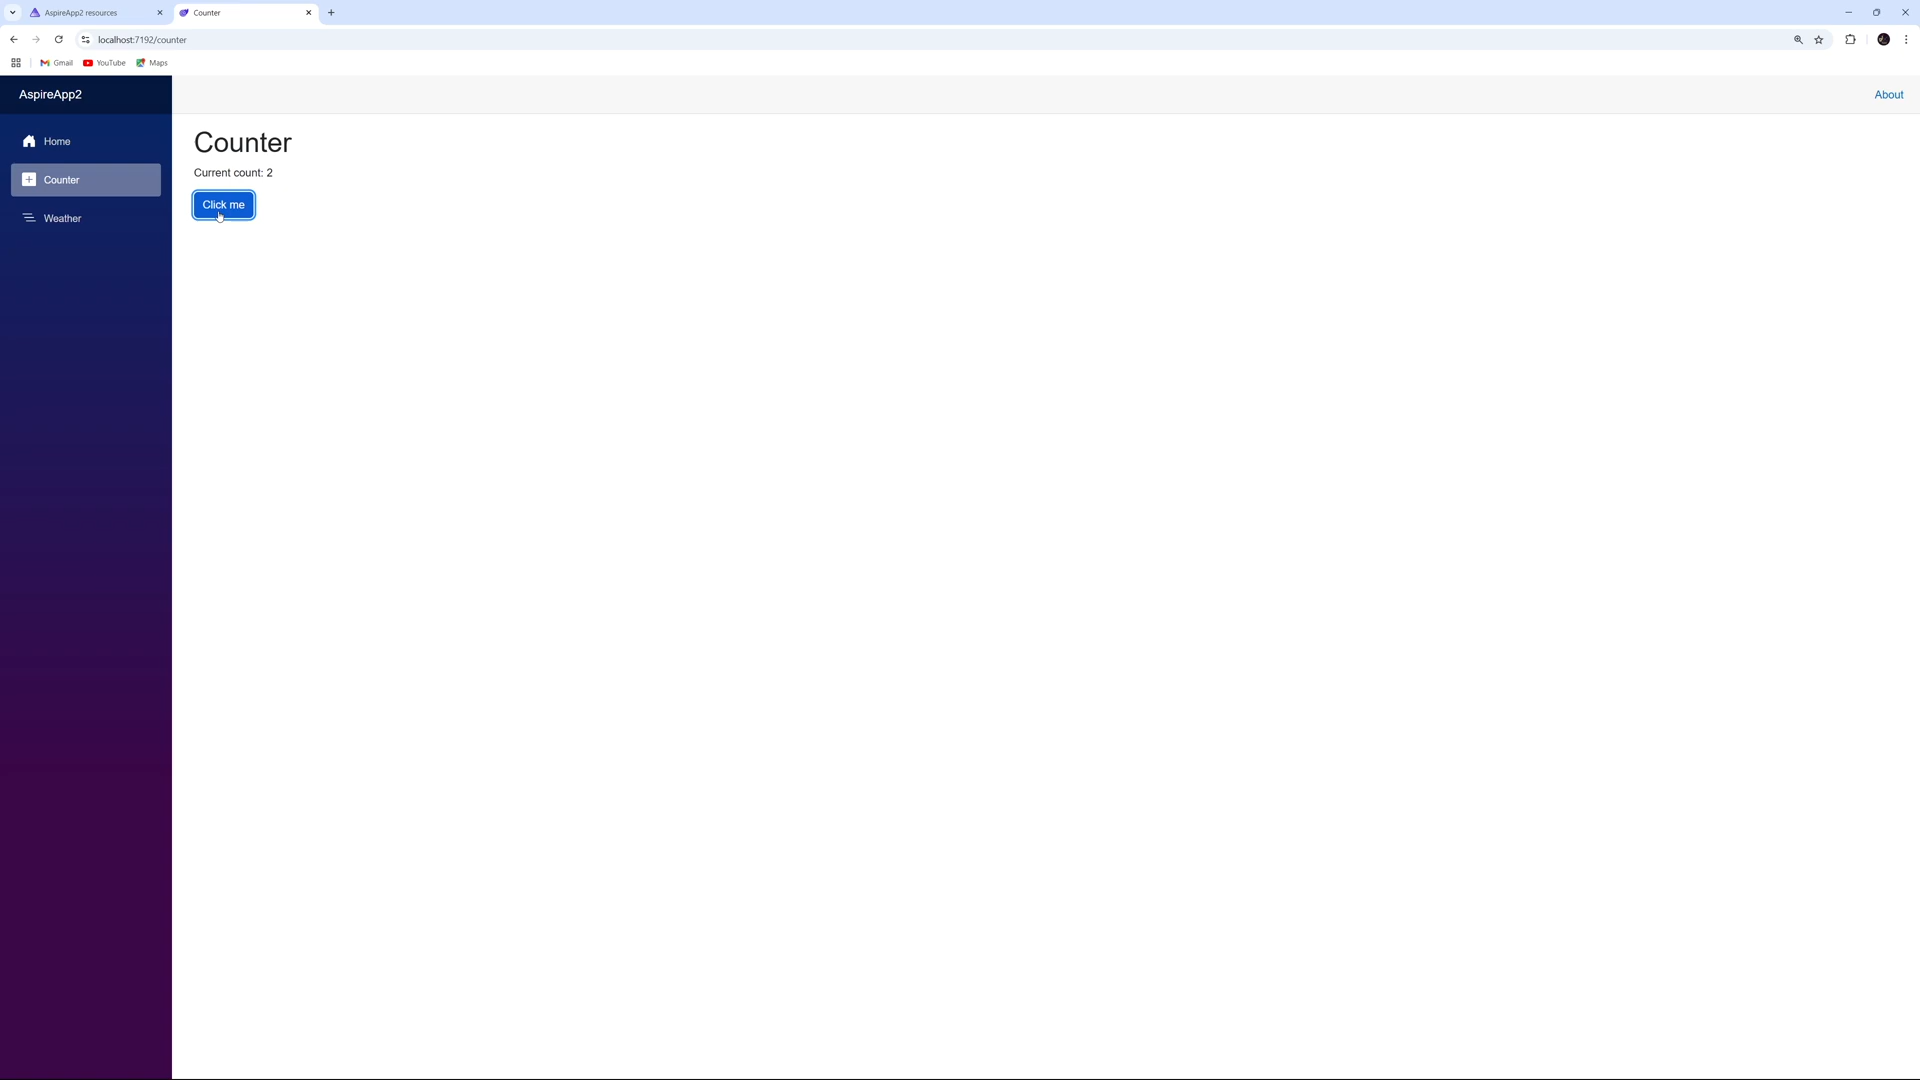 AspireApp2 resources
Counter
localhost:7192/counter
Gmail
YouTube
Maps
AspireApp2
About
Home
Counter
Weather
Counter
Current count: 2
Click me